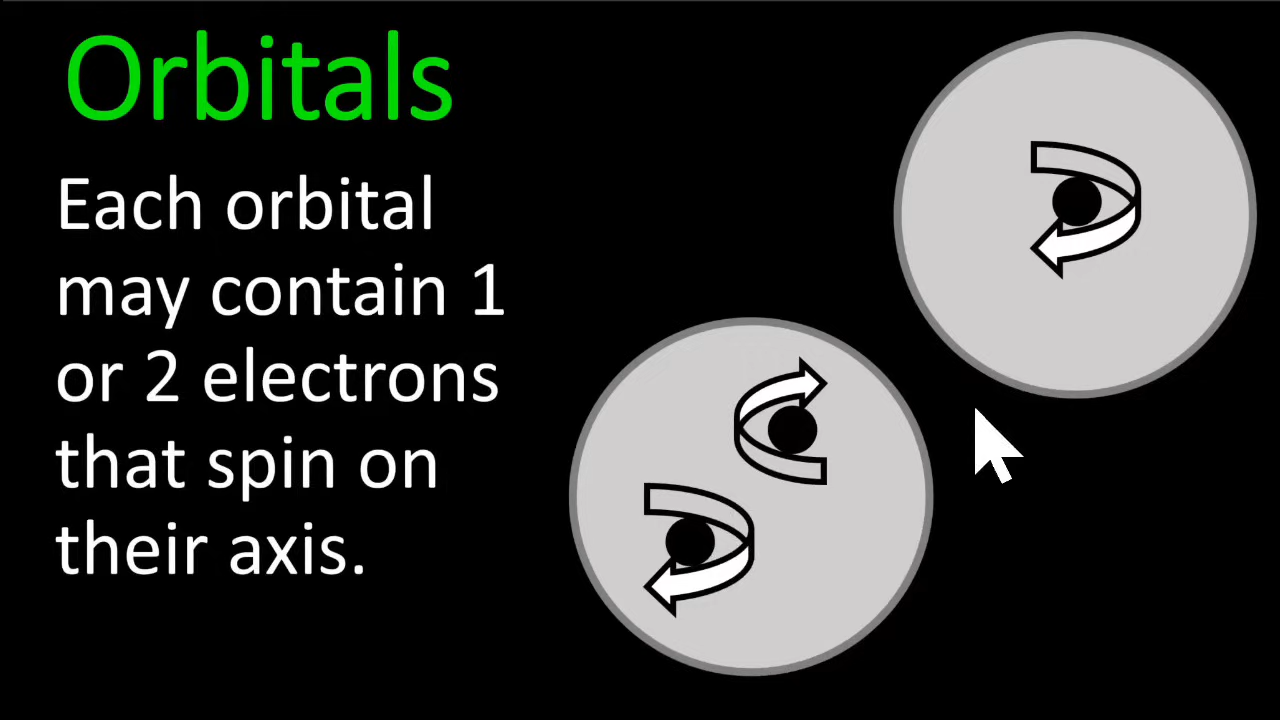 Orbitals
Each orbital
may contain 1
or 2 electrons
that spin on
their axis.